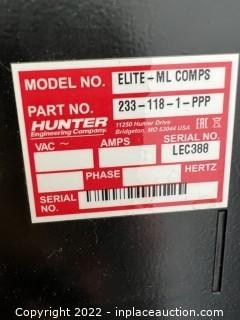 MODEL NO. ELITE-ML COMPS
PART NO. 233-118-1-PPP
HUNTER Engineering Company 11250 Hunter Drive
Bridgeton, MO 63044 USA EAC
VAC ~ AMPS SERIAL NO.
LEC388
PHASE HERTZ
SERIAL NO.
Copyright 2022 - inplaceauction.com